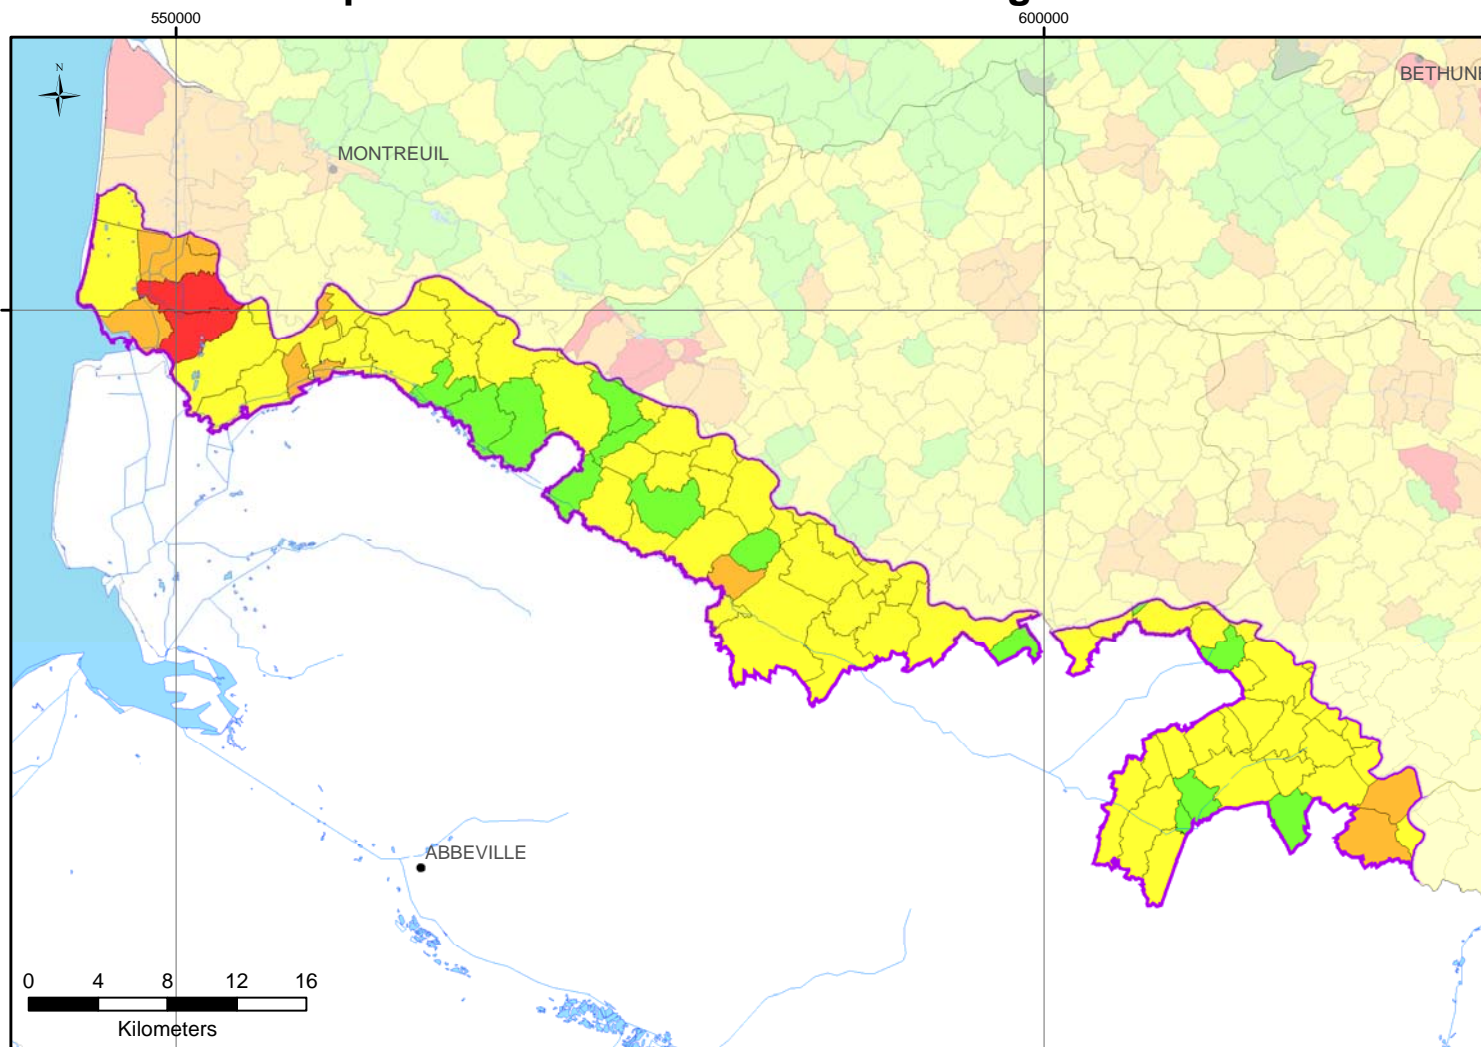 550000 600000
N
BETHUNE
MONTREUIL
ABBEVILLE
0 4 8 12 16
Kilometers